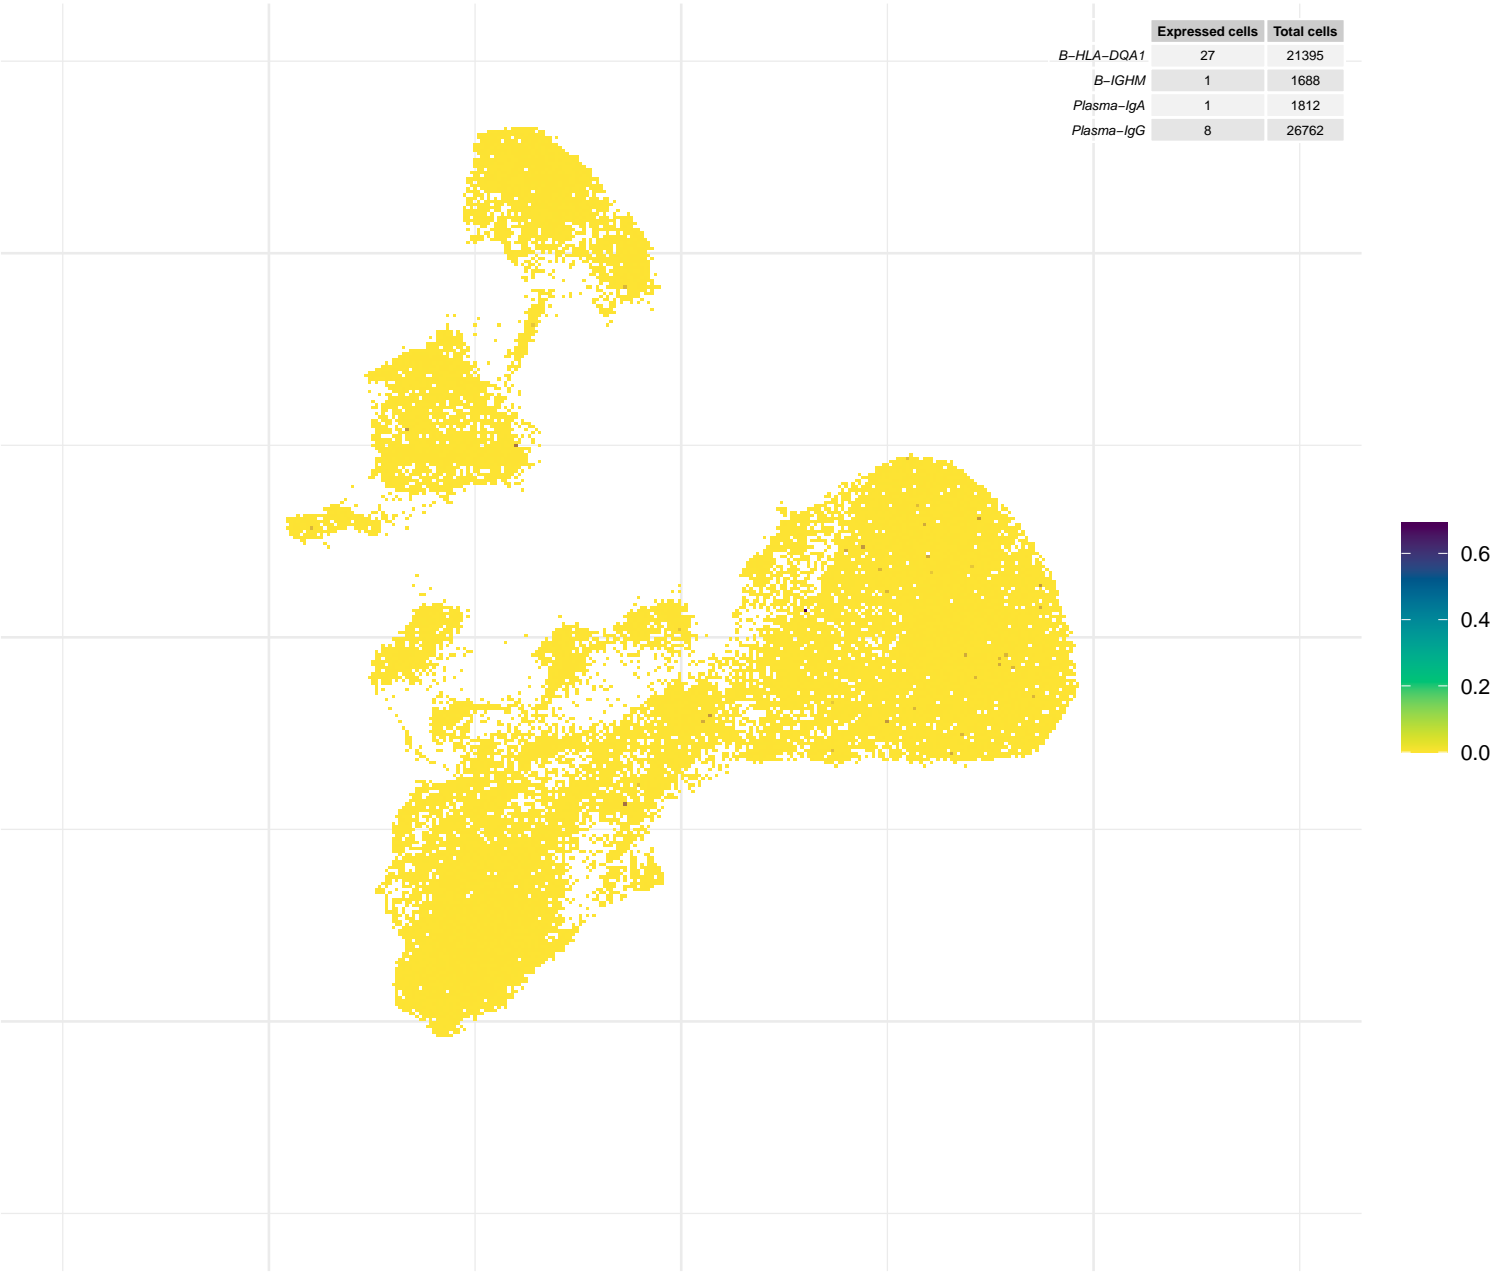 Expressed cells Total cells
B−HLA−DQA1 27 21395
B−IGHM 1 1688
Plasma−IgA 1 1812
Plasma−IgG 8 26762
0.6
0.4
0.2
0.0